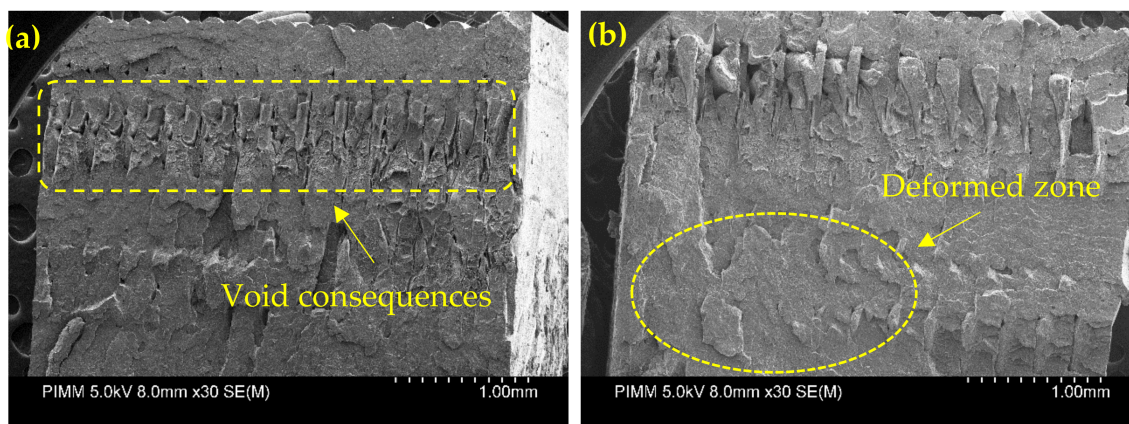 (a)
Void consequences
PIMM 5.0kV 8.0mm x30 SE(M)
1.00mm
(b)
Deformed zone
PIMM 5.0kV 8.0mm x30 SE(M)
1.00mm